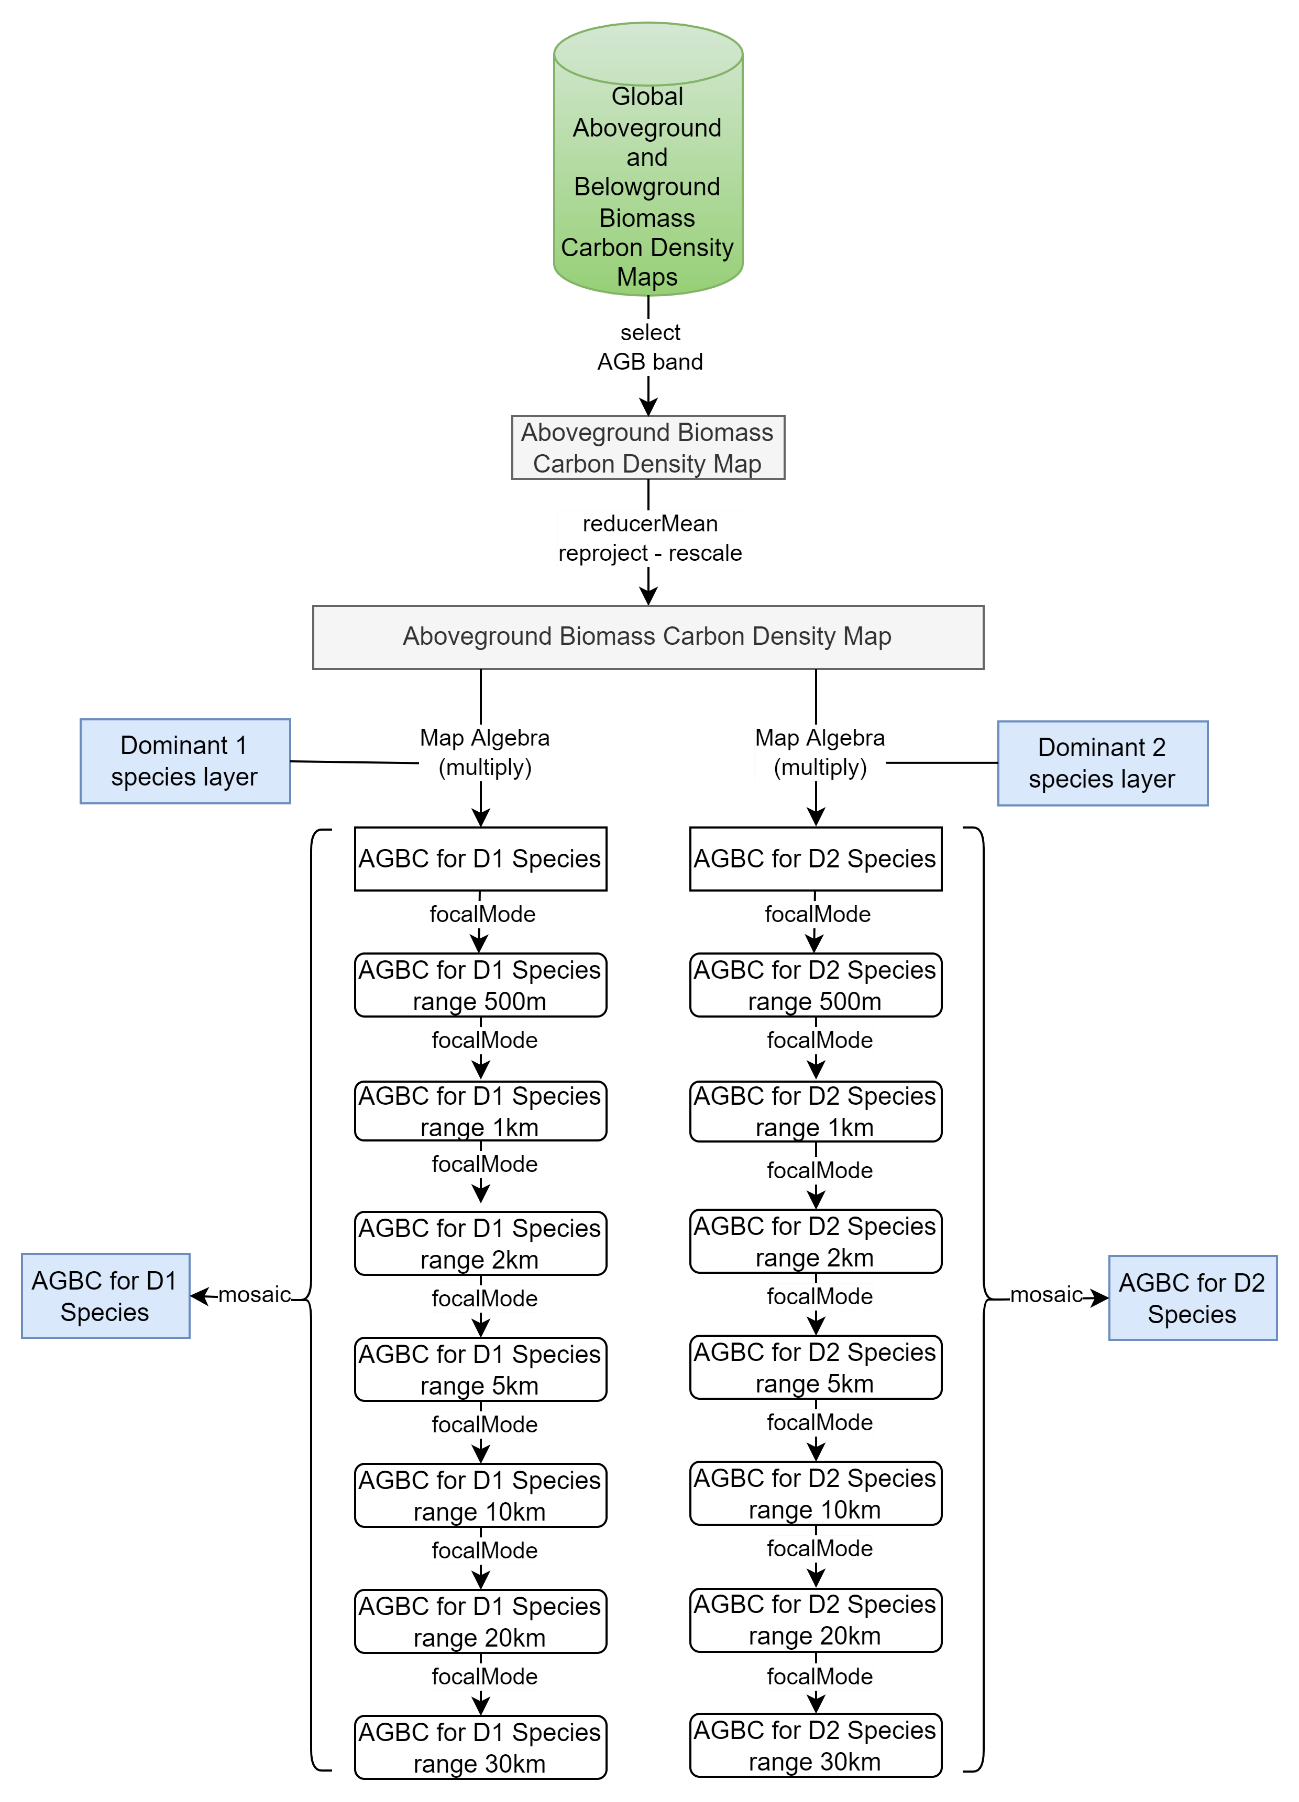 Global
Aboveground
and
Belowground
Biomass
Carbon Density
Maps
select
AGB band
Aboveground Biomass
Carbon Density Map
reducerMean
reproject - rescale
Aboveground Biomass Carbon Density Map
Dominant 1
species layer
Map Algebra
(multiply)
Map Algebra
(multiply)
Dominant 2
species layer
AGBC for D1 Species
focalMode
AGBC for D1 Species
range 500m
focalMode
AGBC for D1 Species
range 1km
focalMode
AGBC for D1 Species
range 2km
focalMode
AGBC for D1 Species
range 5km
focalMode
AGBC for D1 Species
range 10km
focalMode
AGBC for D1 Species
range 20km
focalMode
AGBC for D1 Species
range 30km
mosaic
AGBC for D1
Species
AGBC for D2 Species
focalMode
AGBC for D2 Species
range 500m
focalMode
AGBC for D2 Species
range 1km
focalMode
AGBC for D2 Species
range 2km
focalMode
AGBC for D2 Species
range 5km
focalMode
AGBC for D2 Species
range 10km
focalMode
AGBC for D2 Species
range 20km
focalMode
AGBC for D2 Species
range 30km
mosaic
AGBC for D2
Species